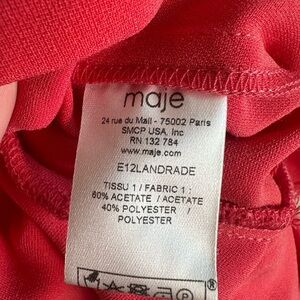 maje
24 rue du Mail - 75002 Paris
SMCP USA, Inc
RN 132 784
www.maje.com
E12LANDRADE
TISSU 1 / FABRIC 1 :
60% ACETATE / ACETATE
40% POLYESTER /
POLYESTER
®